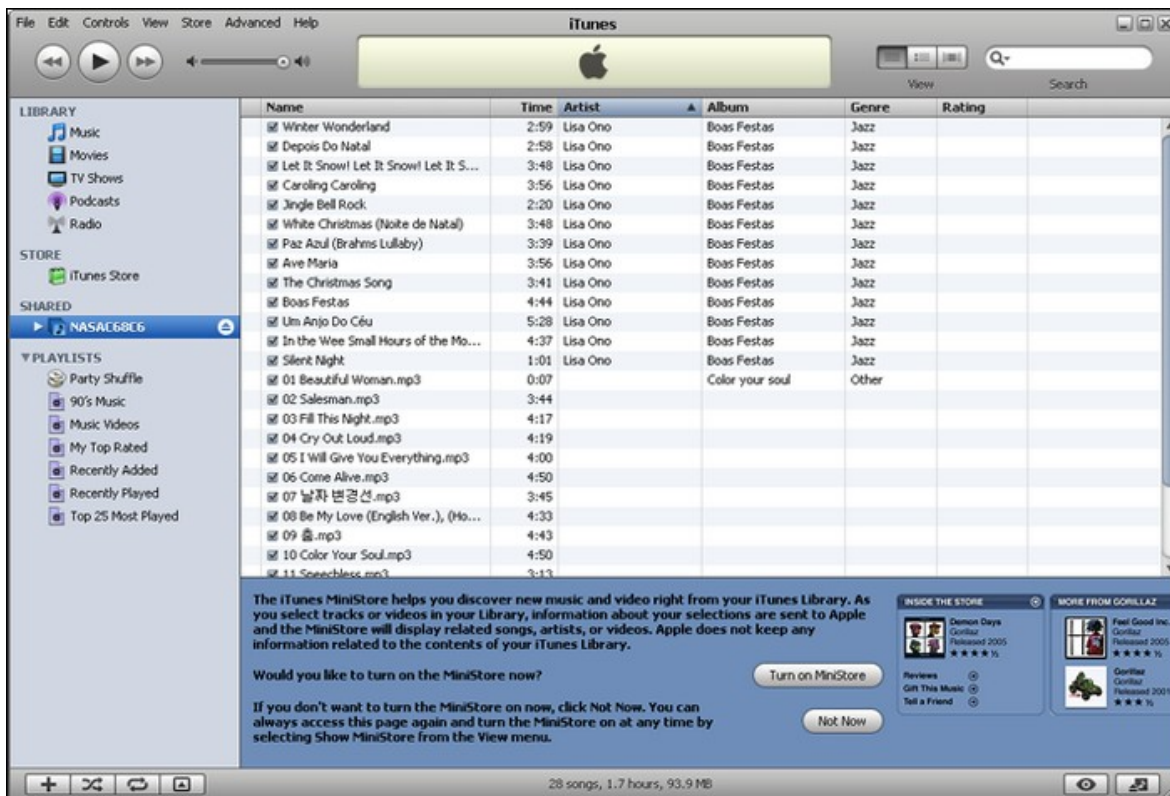 File Edit Controls View Store Advanced Help
iTunes
View
Search
LIBRARY
Music
Movies
TV Shows
Podcasts
Radio
STORE
iTunes Store
SHARED
NASAC68C6
PLAYLISTS
Party Shuffle
90's Music
Music Videos
My Top Rated
Recently Added
Recently Played
Top 25 Most Played
Name Time Artist Album Genre Rating
Winter Wonderland 2:59 Lisa Ono Boas Festas Jazz
Depois Do Natal 2:58 Lisa Ono Boas Festas Jazz
Let It Snow! Let It Snow! Let It S... 3:48 Lisa Ono Boas Festas Jazz
Caroling Caroling 3:56 Lisa Ono Boas Festas Jazz
Jingle Bell Rock 2:20 Lisa Ono Boas Festas Jazz
White Christmas (Noite de Natal) 3:48 Lisa Ono Boas Festas Jazz
Paz Azul (Brahms Lullaby) 3:39 Lisa Ono Boas Festas Jazz
Ave Maria 3:56 Lisa Ono Boas Festas Jazz
The Christmas Song 3:41 Lisa Ono Boas Festas Jazz
Boas Festas 4:44 Lisa Ono Boas Festas Jazz
Um Anjo Do Céu 5:28 Lisa Ono Boas Festas Jazz
In the Wee Small Hours of the Mo... 4:37 Lisa Ono Boas Festas Jazz
Silent Night 1:01 Lisa Ono Boas Festas Jazz
01 Beautiful Woman.mp3 0:07 Color your soul Other
02 Salesman.mp3 3:44
03 Fill This Night.mp3 4:17
04 Cry Out Loud.mp3 4:19
05 I Will Give You Everything.mp3 4:00
06 Come Alive.mp3 4:50
07 날짜 변경선.mp3 3:45
08 Be My Love (English Ver.), (Ho... 4:33
09 .mp3 4:43
10 Color Your Soul.mp3 4:50
11 Speechless.mp3 3:13
The iTunes MiniStore helps you discover new music and video right from your iTunes Library. As
you select tracks or videos in your Library, information about your selections are sent to Apple
and the MiniStore will display related songs, artists, or videos. Apple does not keep any
information related to the contents of your iTunes Library.
Would you like to turn on the MiniStore now?
Turn on MiniStore
If you don't want to turn the MiniStore on now, click Not Now. You can
always access this page again and turn the MiniStore on at any time by
selecting Show MiniStore from the View menu.
Not Now
INSIDE THE STORE
Demon Days
Gorillaz
Released 2005
Reviews
Gift This Music
Tell a Friend
MORE FROM GORILLAZ
Feel Good Inc.
Gorillaz
Released 2005
Gorillaz
Gorillaz
Released 2001
28 songs, 1.7 hours, 93.9 MB